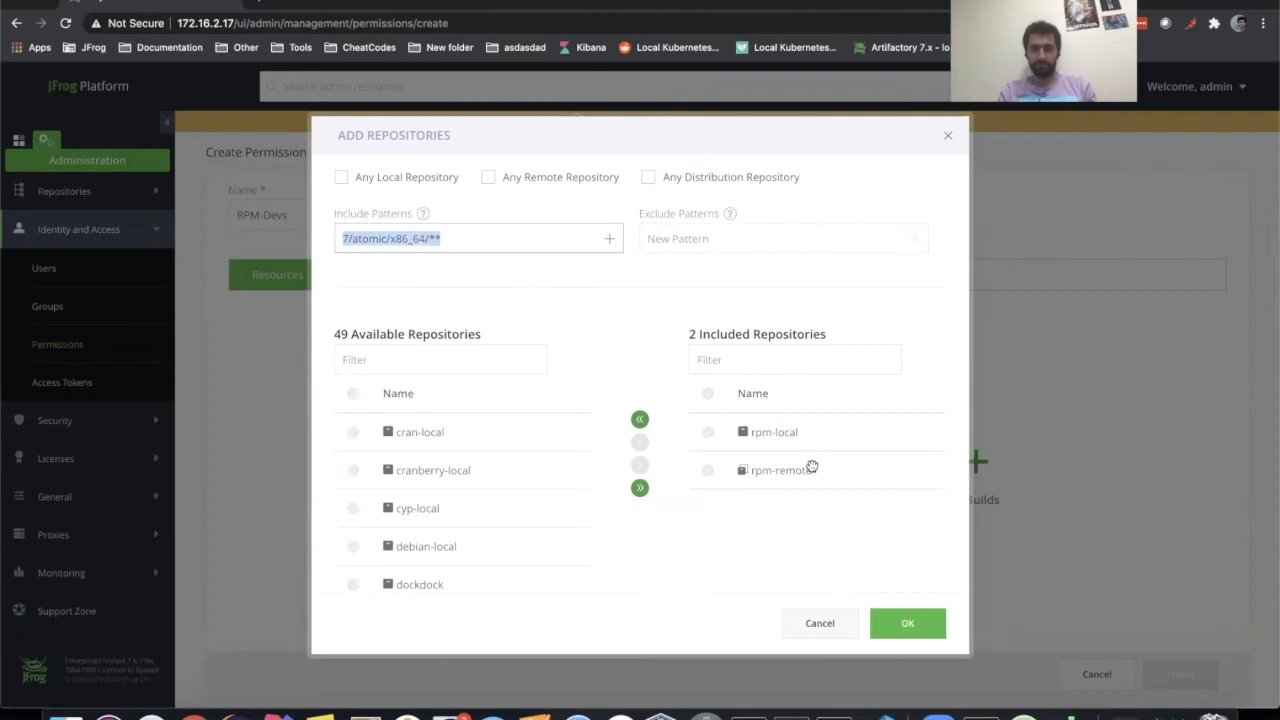 Not Secure 172.16.2.17/ui/admin/management/permissions/create
Apps JFrog Documentation Other Tools CheatCodes New folder asdasdad Kibana Local Kubernetes... Local Kubernetes... Artifactory 7.x - lo...
JFrog Platform
Search admin resources
Welcome, admin
Administration
Repositories
Identity and Access
Users
Groups
Permissions
Access Tokens
Security
Licenses
General
Proxies
Monitoring
Support Zone
JFrog
Create Permission
Name *
RPM-Devs
Resources
Builds
Cancel
Create
ADD REPOSITORIES
Any Local Repository Any Remote Repository Any Distribution Repository
Include Patterns ? Exclude Patterns ?
7/atomic/x86_64/** New Pattern
49 Available Repositories 2 Included Repositories
Filter Filter
Name Name
cran-local rpm-local
cranberry-local rpm-remote
cyp-local
debian-local
dockdock
Cancel OK